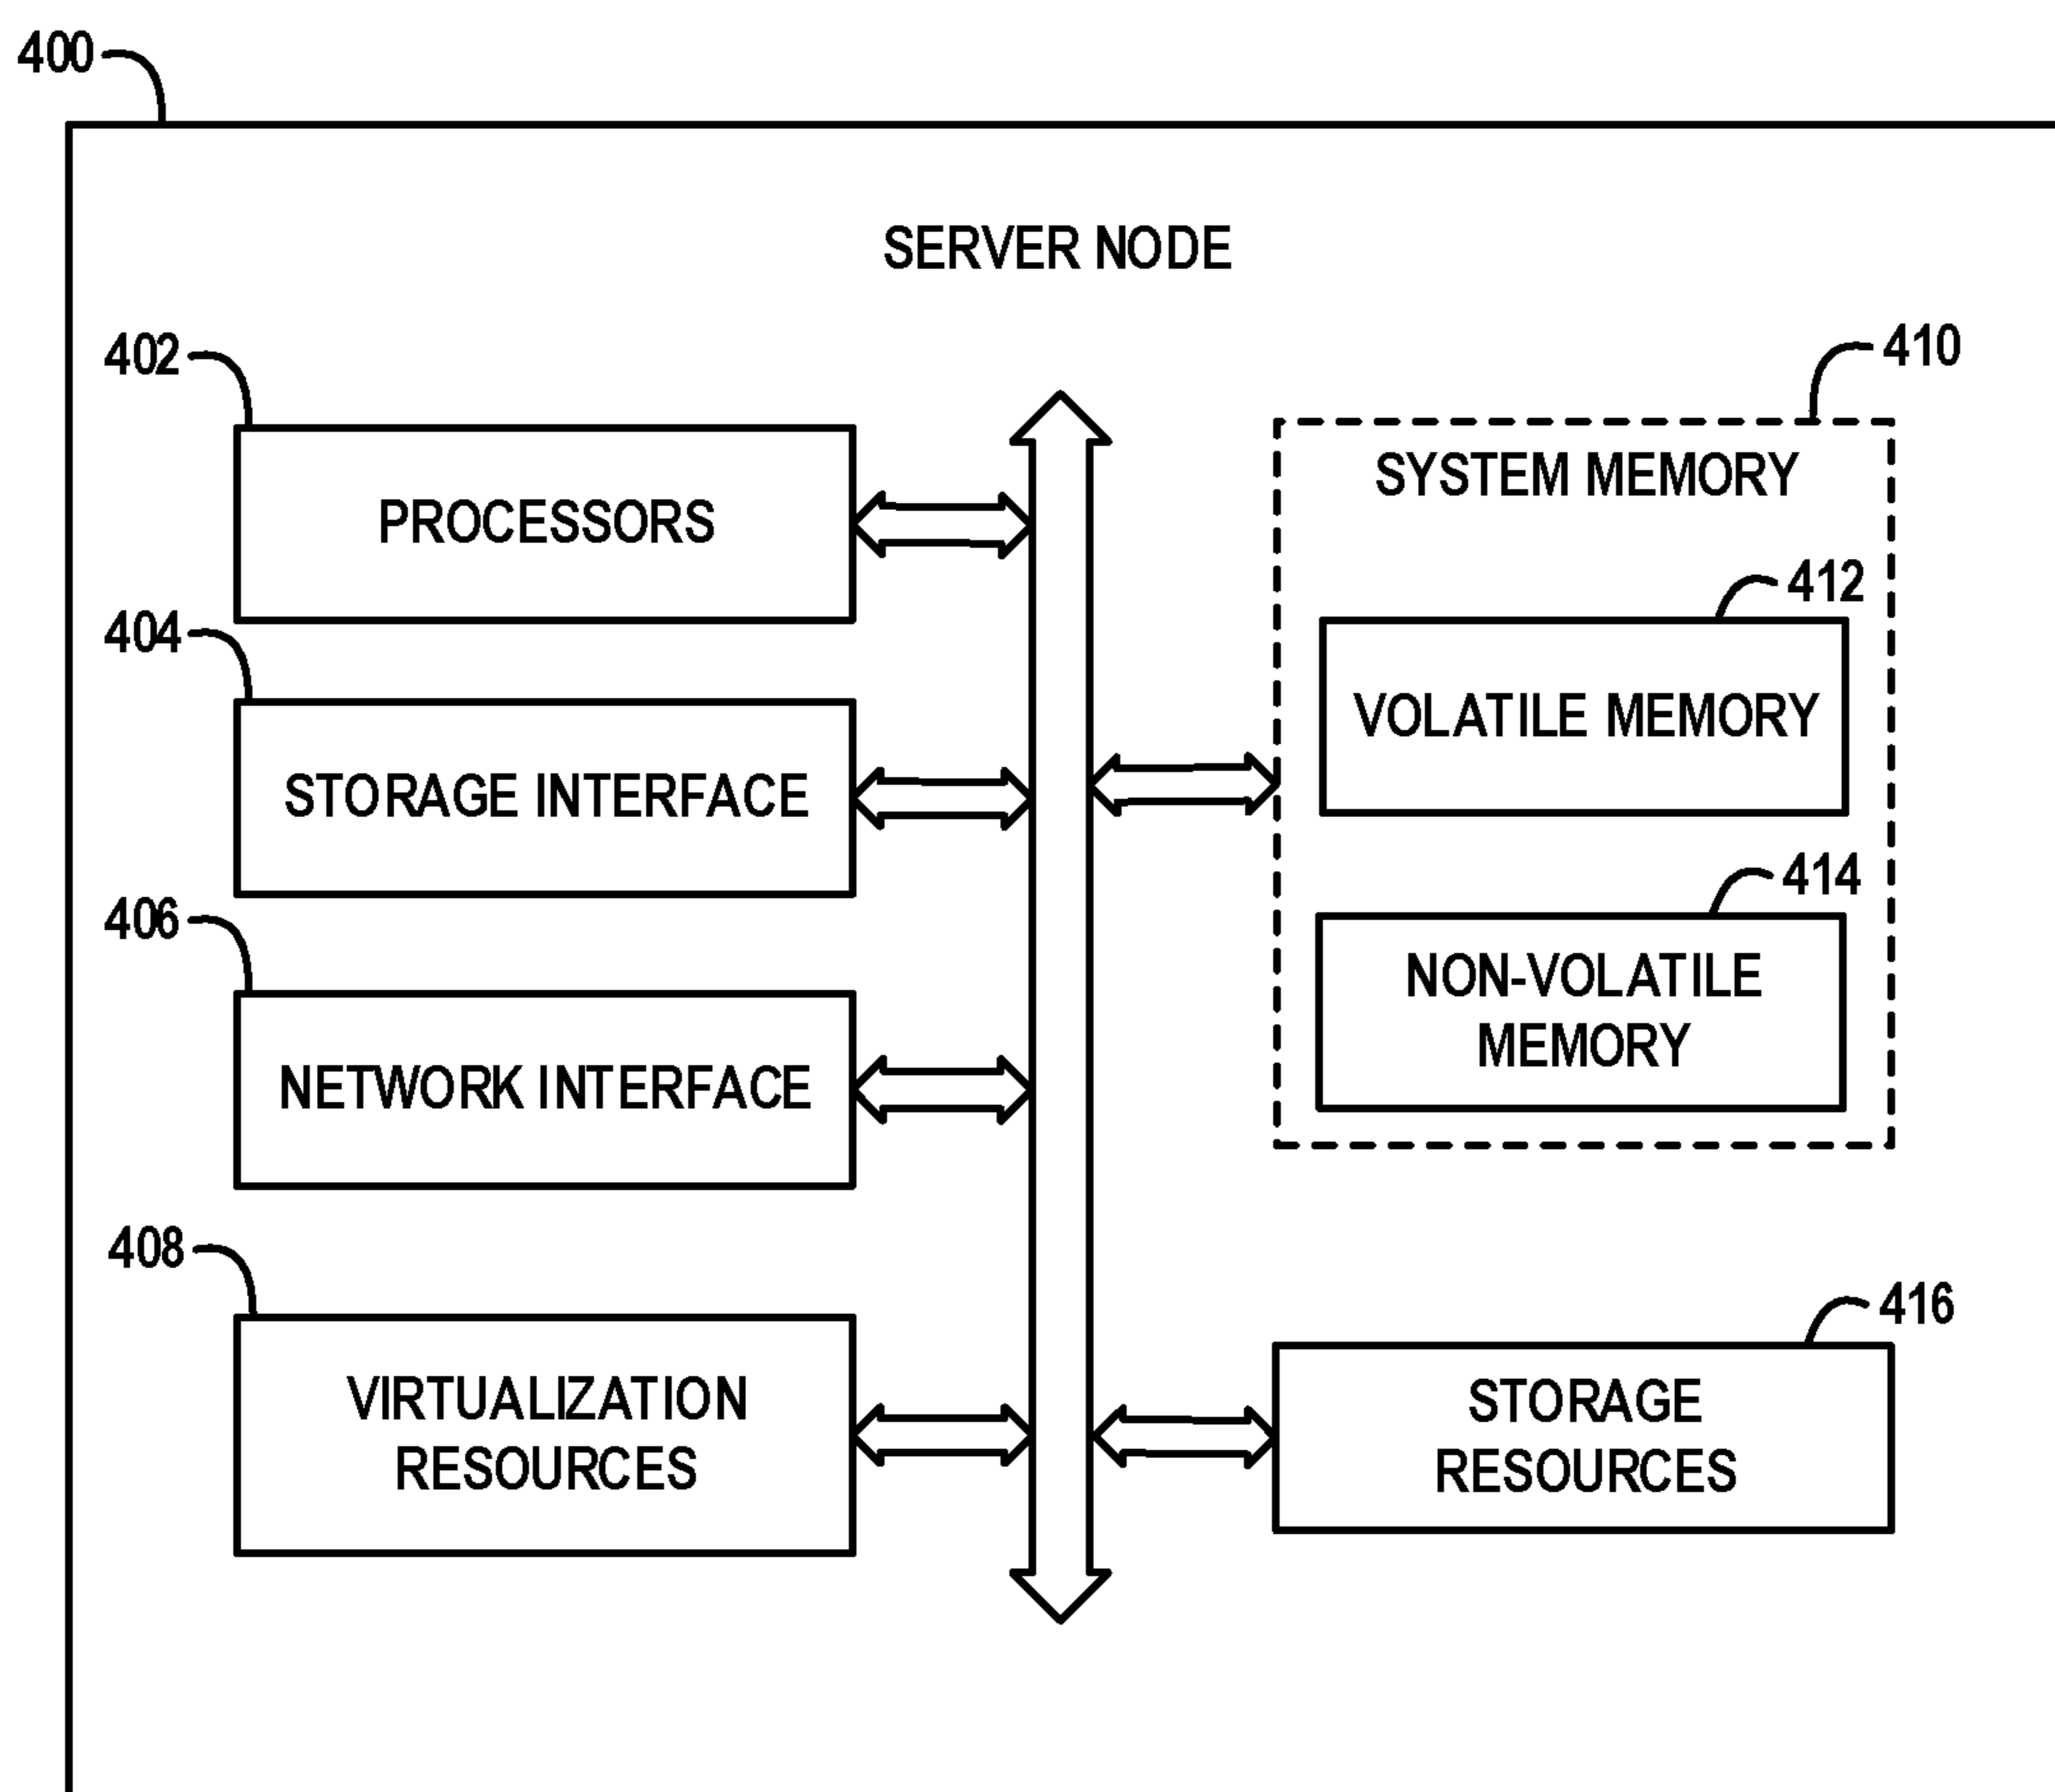 400
SERVER NODE
402
410
PROCESSORS
SYSTEM MEMORY
412
404
VOLATILE MEMORY
STORAGE INTERFACE
414
406
NON-VOLATILE
MEMORY
NETWORK INTERFACE
408
416
VIRTUALIZATION
RESOURCES
STORAGE
RESOURCES